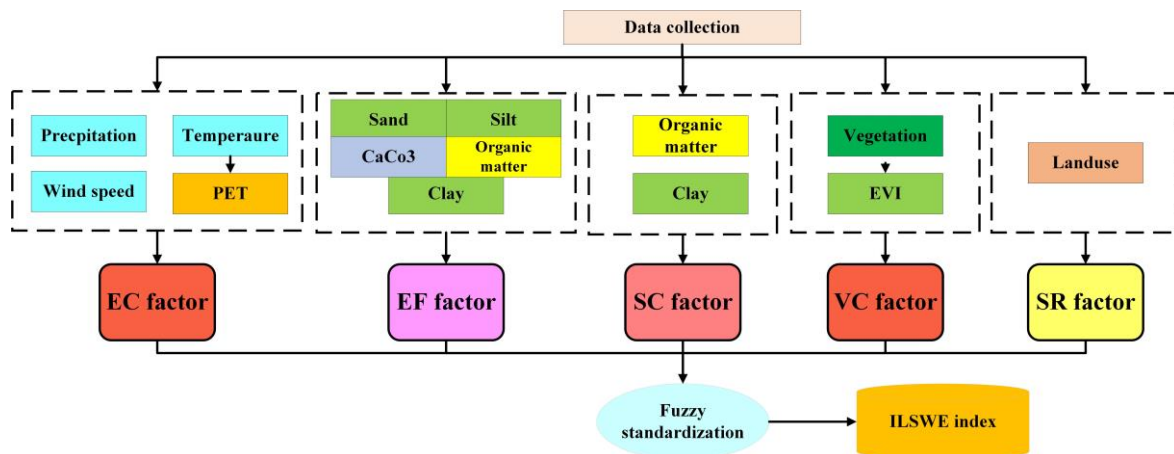 Data collection
Precpitation
Temperaure
Wind speed
PET
Sand
Silt
CaCo3
Organic
matter
Clay
Organic
matter
Clay
Vegetation
EVI
Landuse
EC factor
EF factor
SC factor
VC factor
SR factor
Fuzzy
standardization
ILSWE index